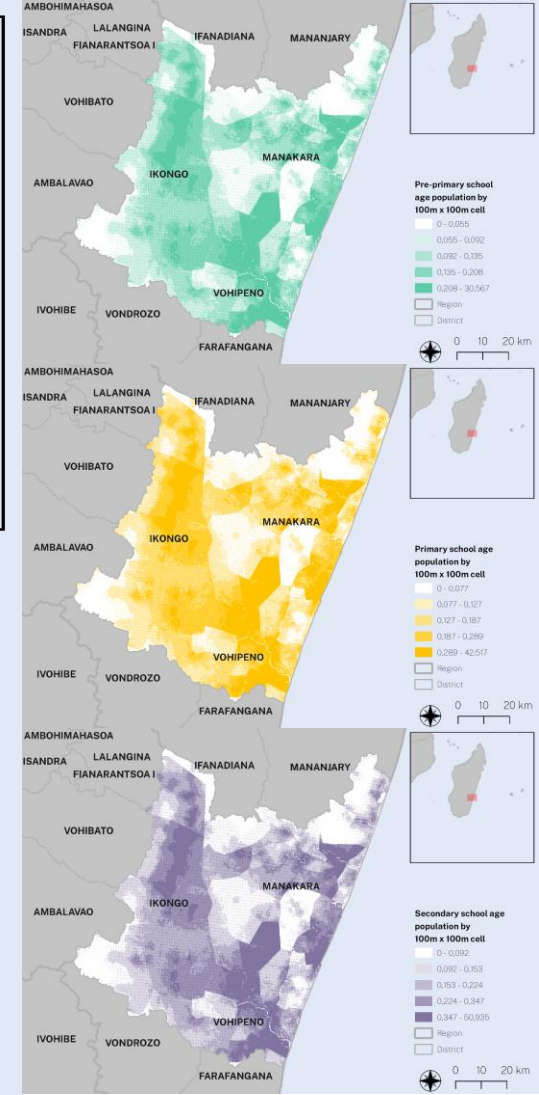 AMBOHIMAHASOA
ISANDRA
LALANGINA
FIANARANTSOA I
IFANADIANA
MANANJARY
VOHIBATO
MANAKARA
IKONGO
AMBALAVAO
VOHIPENO
IVOHIBE
VONDROZO
FARAFANGANA
Pre-primary school
age population by
100m x 100m cell
0 - 0,055
0,055 - 0,092
0,092 - 0,135
0,135 - 0,208
0,208 - 30,567
Region
District
0 10 20 km
AMBOHIMAHASOA
ISANDRA
LALANGINA
FIANARANTSOA I
IFANADIANA
MANANJARY
VOHIBATO
MANAKARA
IKONGO
AMBALAVAO
VOHIPENO
IVOHIBE
VONDROZO
FARAFANGANA
Primary school age
population by
100m x 100m cell
0 - 0,077
0,077 - 0,127
0,127 - 0,187
0,187 - 0,289
0,289 - 42,517
Region
District
0 10 20 km
AMBOHIMAHASOA
ISANDRA
LALANGINA
FIANARANTSOA I
IFANADIANA
MANANJARY
VOHIBATO
MANAKARA
IKONGO
AMBALAVAO
VOHIPENO
IVOHIBE
VONDROZO
FARAFANGANA
Secondary school age
population by
100m x 100m cell
0 - 0,092
0,092 - 0,153
0,153 - 0,224
0,224 - 0,347
0,347 - 50,935
Region
District
0 10 20 km